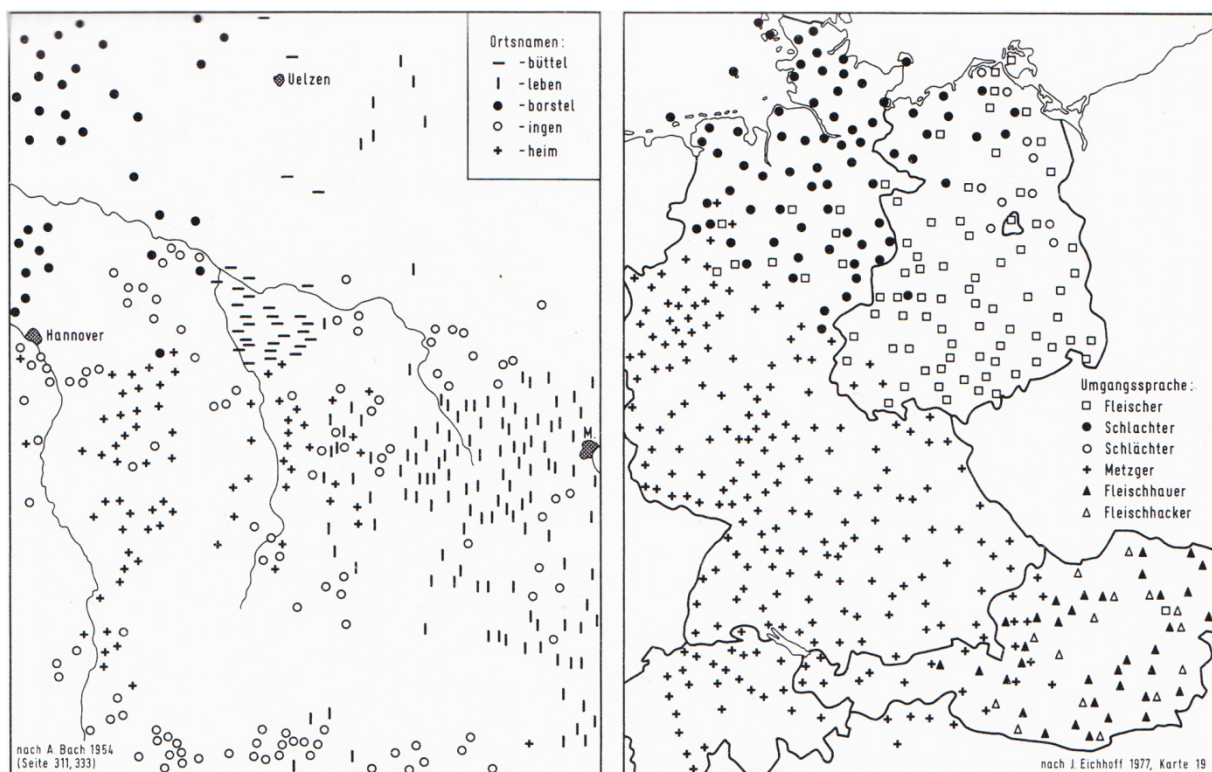 Ortsnamen:
-büttel
-leben
-borstel
-ingen
-heim
Uelzen
Hannover
M.
nach A. Bach 1954
(Seite 311, 333)
Umgangssprache:
Fleischer
Schlachter
Schlächter
Metzger
Fleischhauer
Fleischhacker
nach J. Eichhoff 1977, Karte 19